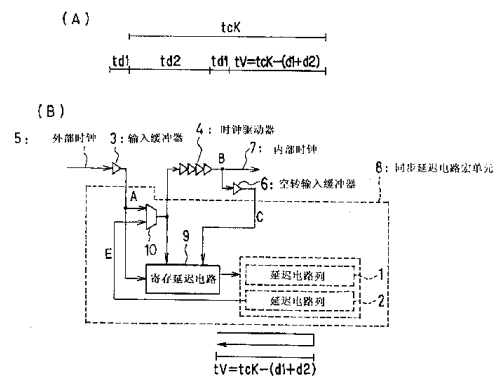 (A)
tcK
td1 td2 td1 tV=tcK-(d1+d2)
(B)
5: 外部时钟
3: 输入缓冲器
4: 时钟驱动器
B
7: 内部时钟
6: 空转输入缓冲器
8: 同步延迟电路宏单元
A
C
10
E
9
寄存延迟电路
延迟电路列 1
延迟电路列 2
tV=tcK-(d1+d2)